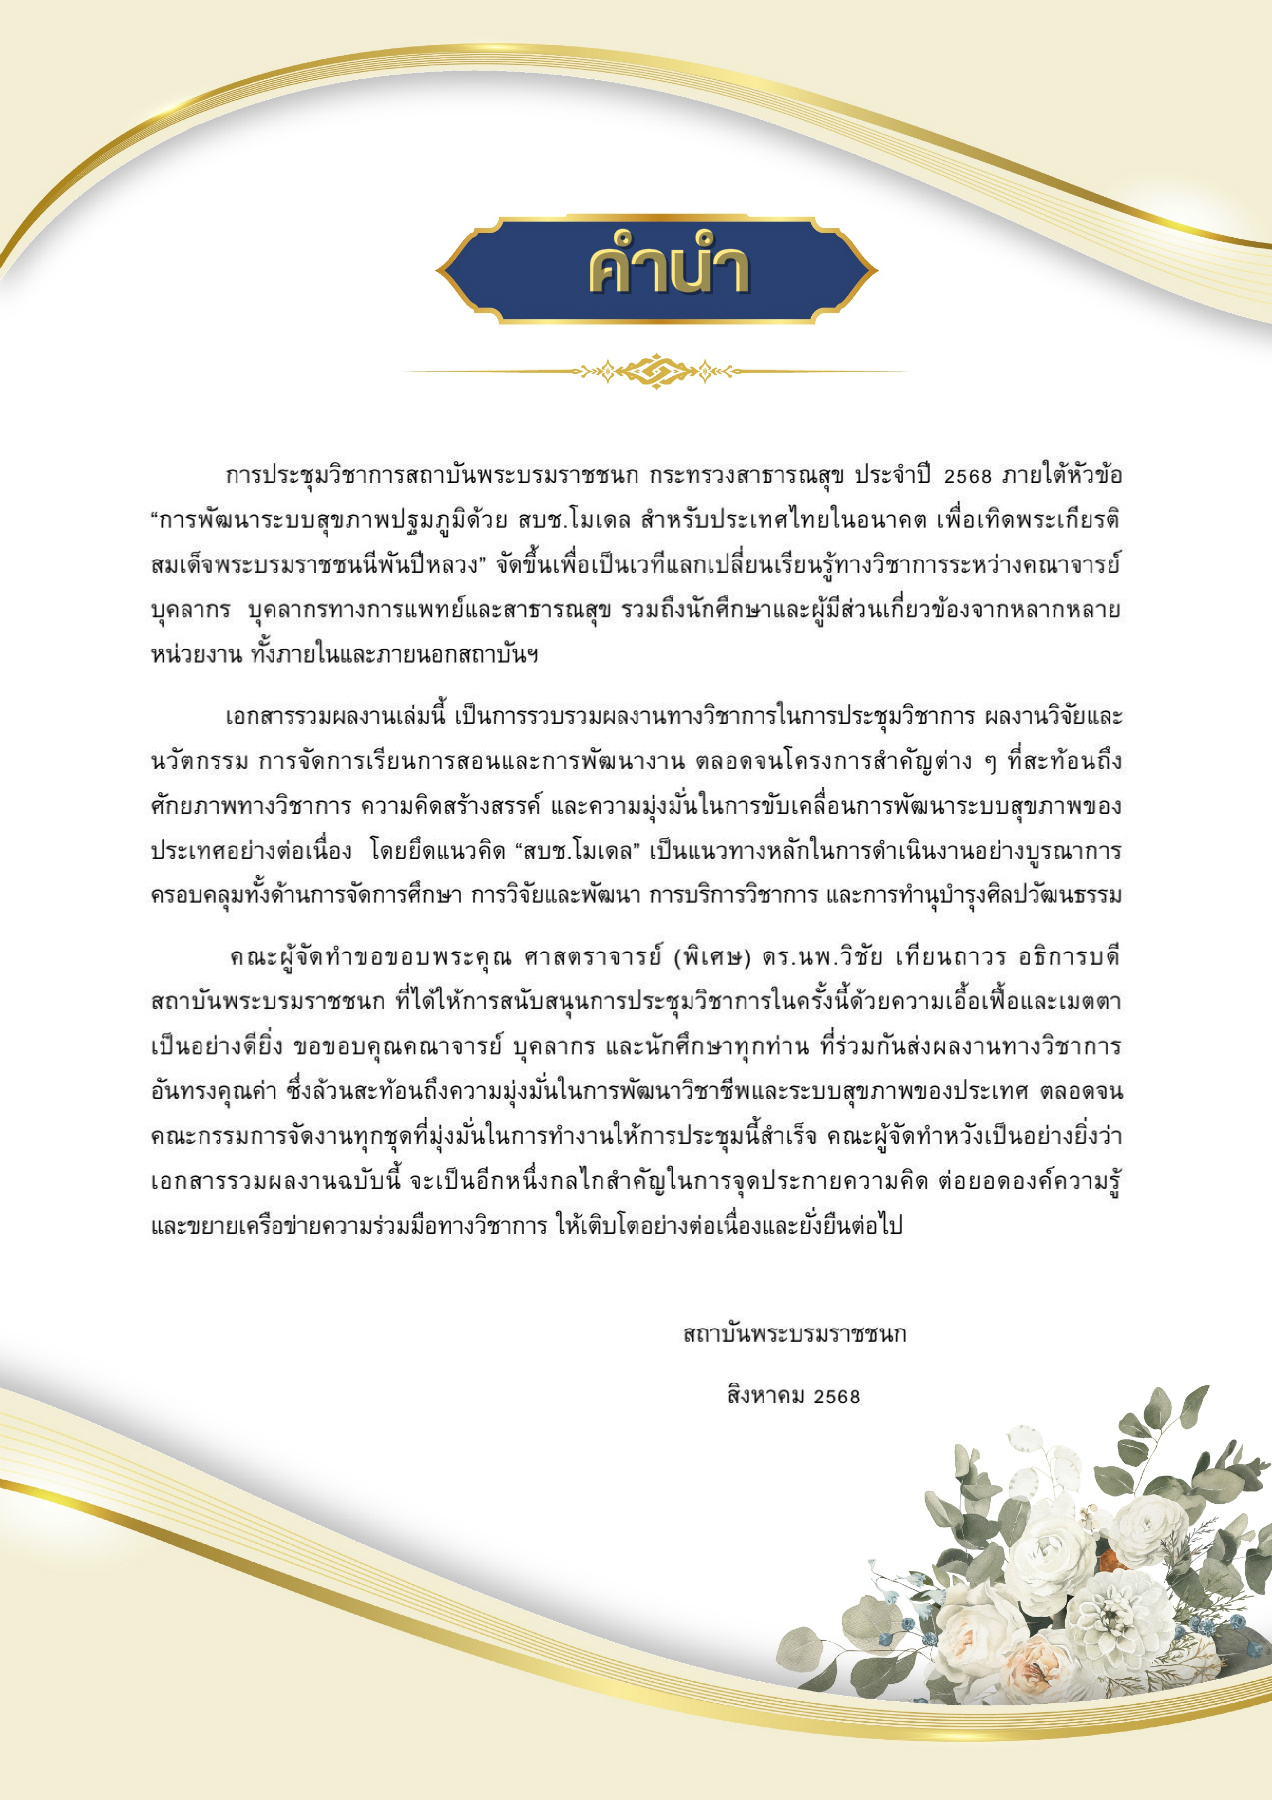 คำนำ
การประชุมวิชาการสถาบันพระบรมราชชนก กระทรวงสาธารณสุข ประจำปี 2568 ภายใต้หัวข้อ
“การพัฒนาระบบสุขภาพปฐมภูมิด้วย สบช.โมเดล สำหรับประเทศไทยในอนาคต เพื่อเทิดพระเกียรติ
สมเด็จพระบรมราชชนนีพันปีหลวง” จัดขึ้นเพื่อเป็นเวทีแลกเปลี่ยนเรียนรู้ทางวิชาการระหว่างคณาจารย์
บุคลากร บุคลากรทางการแพทย์และสาธารณสุข รวมถึงนักศึกษาและผู้มีส่วนเกี่ยวข้องจากหลากหลาย
หน่วยงาน ทั้งภายในและภายนอกสถาบันฯ
เอกสารรวมผลงานเล่มนี้ เป็นการรวบรวมผลงานทางวิชาการในการประชุมวิชาการ ผลงานวิจัยและ
นวัตกรรม การจัดการเรียนการสอนและการพัฒนางาน ตลอดจนโครงการสำคัญต่าง ๆ ที่สะท้อนถึง
ศักยภาพทางวิชาการ ความคิดสร้างสรรค์ และความมุ่งมั่นในการขับเคลื่อนการพัฒนาระบบสุขภาพของ
ประเทศอย่างต่อเนื่อง โดยยึดแนวคิด “สบช.โมเดล” เป็นแนวทางหลักในการดำเนินงานอย่างบูรณาการ
ครอบคลุมทั้งด้านการจัดการศึกษา การวิจัยและพัฒนา การบริการวิชาการ และการทำนุบำรุงศิลปวัฒนธรรม
คณะผู้จัดทำขอขอบพระคุณ ศาสตราจารย์ (พิเศษ) ดร.นพ.วิชัย เทียนถาวร อธิการบดี
สถาบันพระบรมราชชนก ที่ได้ให้การสนับสนุนการประชุมวิชาการในครั้งนี้ด้วยความเอื้อเฟื้อและเมตตา
เป็นอย่างดียิ่ง ขอขอบคุณคณาจารย์ บุคลากร และนักศึกษาทุกท่าน ที่ร่วมกันส่งผลงานทางวิชาการ
อันทรงคุณค่า ซึ่งล้วนสะท้อนถึงความมุ่งมั่นในการพัฒนาวิชาชีพและระบบสุขภาพของประเทศ ตลอดจน
คณะกรรมการจัดงานทุกชุดที่มุ่งมั่นในการทำงานให้การประชุมนี้สำเร็จ คณะผู้จัดทำหวังเป็นอย่างยิ่งว่า
เอกสารรวมผลงานฉบับนี้ จะเป็นอีกหนึ่งกลไกสำคัญในการจุดประกายความคิด ต่อยอดองค์ความรู้
และขยายเครือข่ายความร่วมมือทางวิชาการ ให้เติบโตอย่างต่อเนื่องและยั่งยืนต่อไป
สถาบันพระบรมราชชนก
สิงหาคม 2568